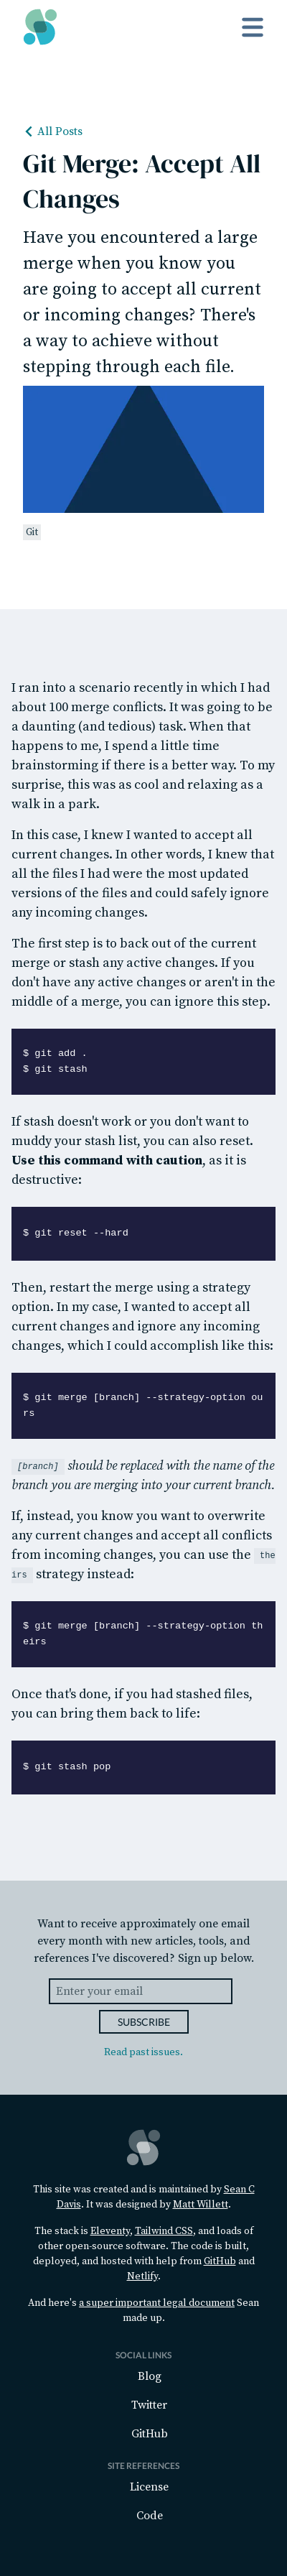 All Posts
Git Merge: Accept All
Changes
Have you encountered a large
merge when you know you
are going to accept all current
or incoming changes? There's
a way to achieve without
stepping through each file.
Git
I ran into a scenario recently in which I had
about 100 merge conflicts. It was going to be
a daunting (and tedious) task. When that
happens to me, I spend a little time
brainstorming if there is a better way. To my
surprise, this was as cool and relaxing as a
walk in a park.
In this case, I knew I wanted to accept all
current changes. In other words, I knew that
all the files I had were the most updated
versions of the files and could safely ignore
any incoming changes.
The first step is to back out of the current
merge or stash any active changes. If you
don't have any active changes or aren't in the
middle of a merge, you can ignore this step.
$ git add .
$ git stash
If stash doesn't work or you don't want to
muddy your stash list, you can also reset.
Use this command with caution, as it is
destructive:
$ git reset --hard
Then, restart the merge using a strategy
option. In my case, I wanted to accept all
current changes and ignore any incoming
changes, which I could accomplish like this:
$ git merge [branch] --strategy-option ou
rs
[branch] should be replaced with the name of the
branch you are merging into your current branch.
If, instead, you know you want to overwrite
any current changes and accept all conflicts
from incoming changes, you can use the the
irs strategy instead:
$ git merge [branch] --strategy-option th
eirs
Once that's done, if you had stashed files,
you can bring them back to life:
$ git stash pop
Want to receive approximately one email
every month with new articles, tools, and
references I've discovered? Sign up below.
Enter your email
SUBSCRIBE
Read past issues.
This site was created and is maintained by Sean C
Davis. It was designed by Matt Willett.
The stack is Eleventy, Tailwind CSS, and loads of
other open-source software. The code is built,
deployed, and hosted with help from GitHub and
Netlify.
And here's a super important legal document Sean
made up.
SOCIAL LINKS
Blog
Twitter
GitHub
SITE REFERENCES
License
Code